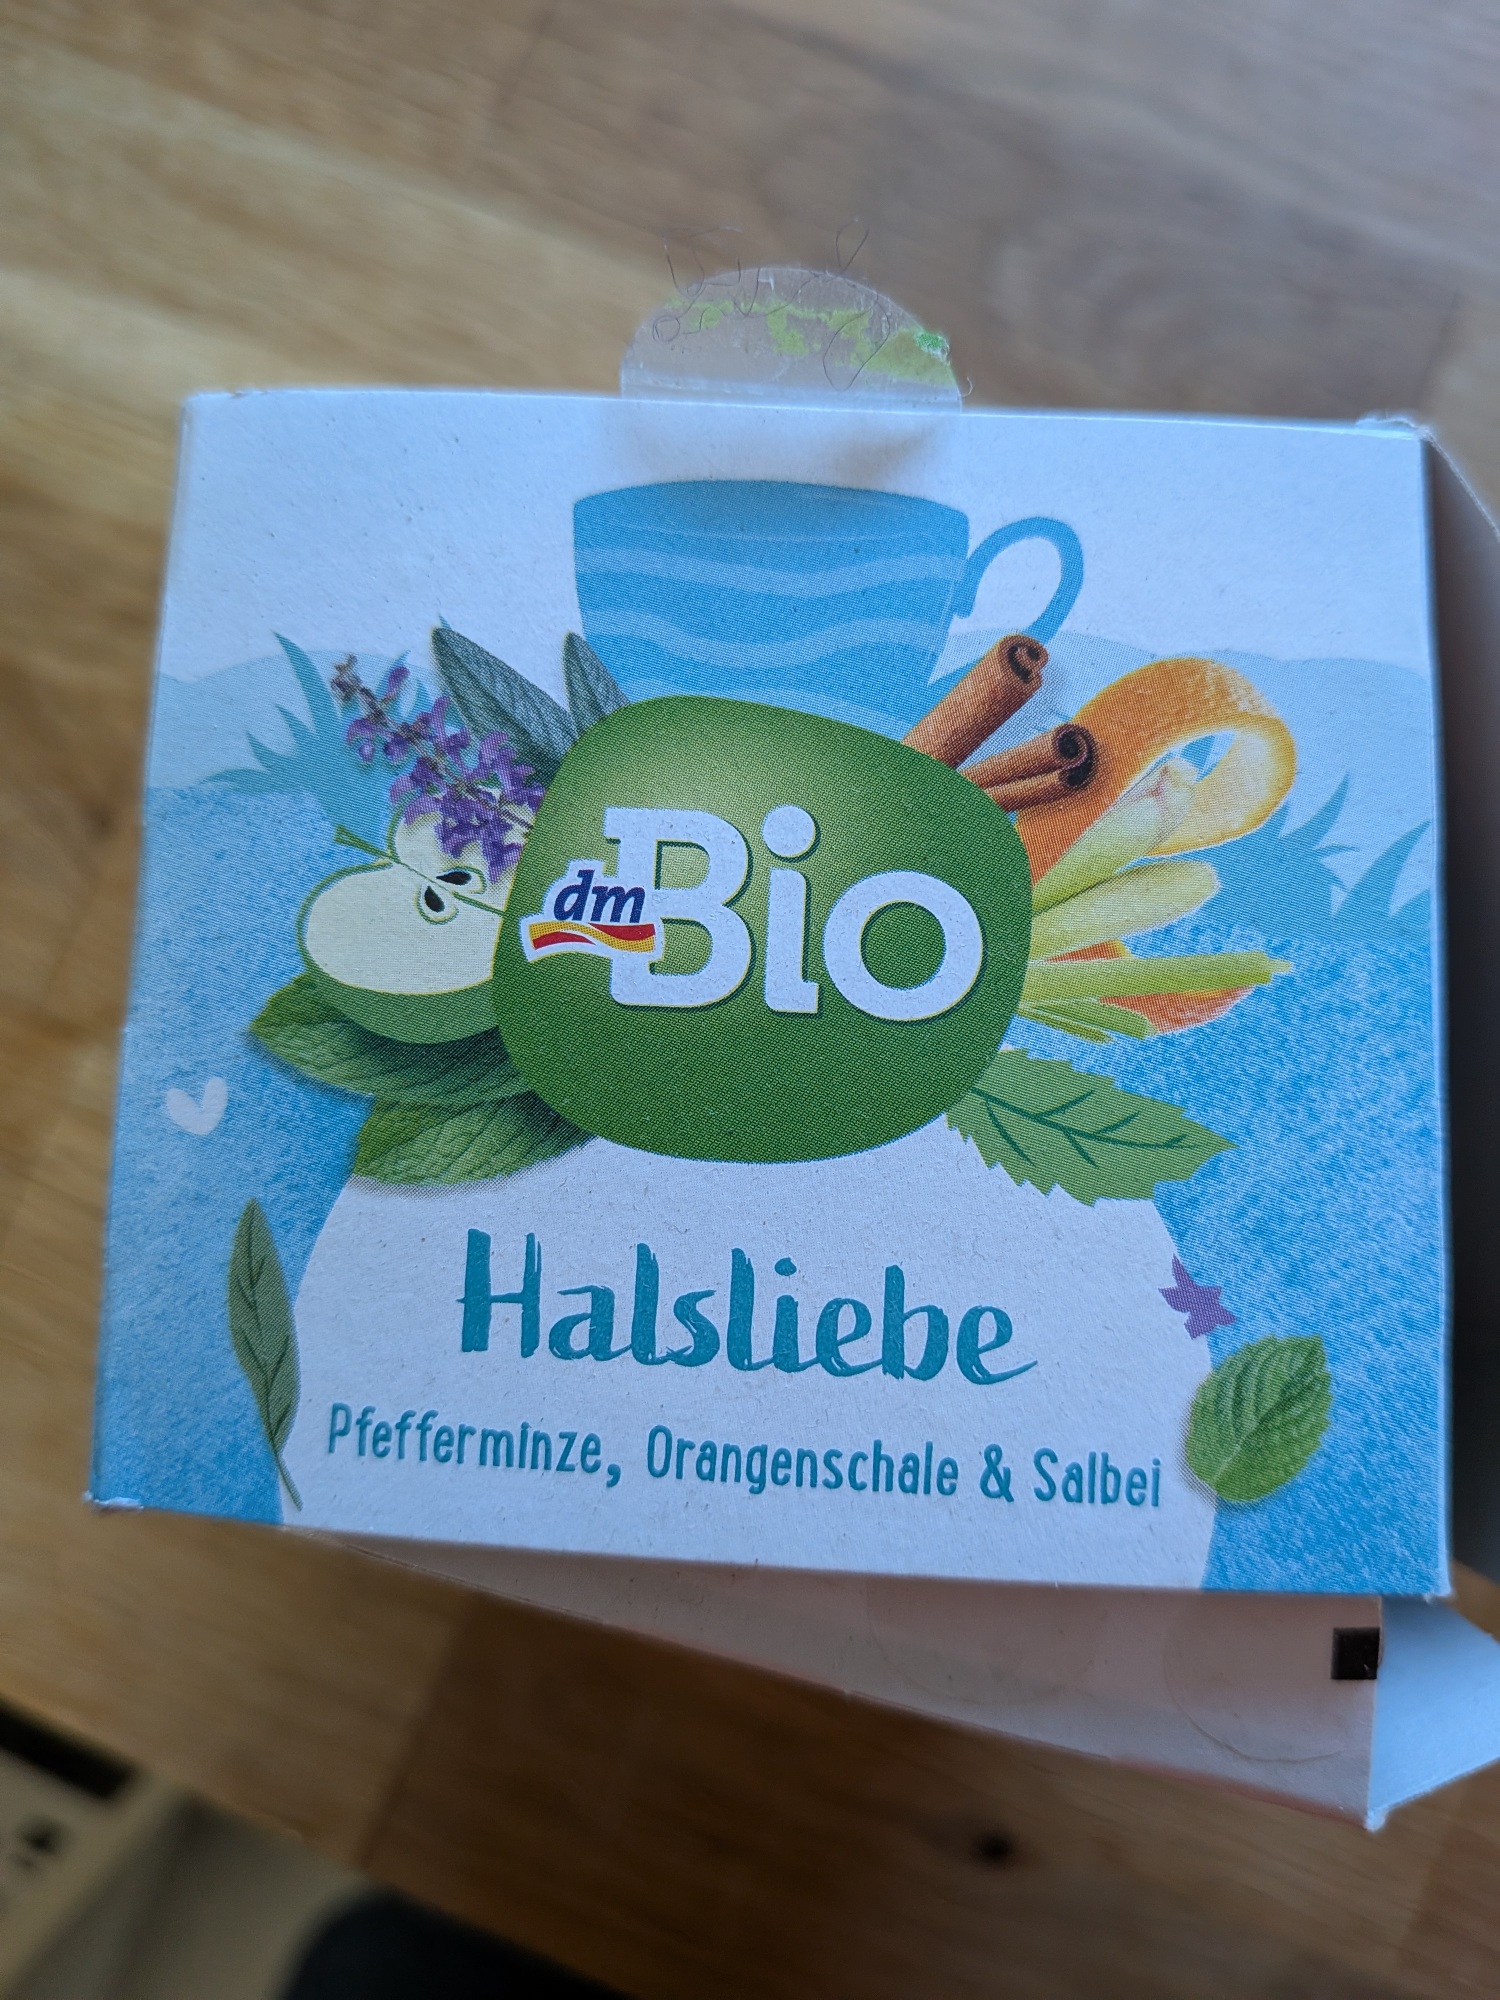 dm
Bio
Halsliebe
Pfefferminze, Orangenschale & Salbei